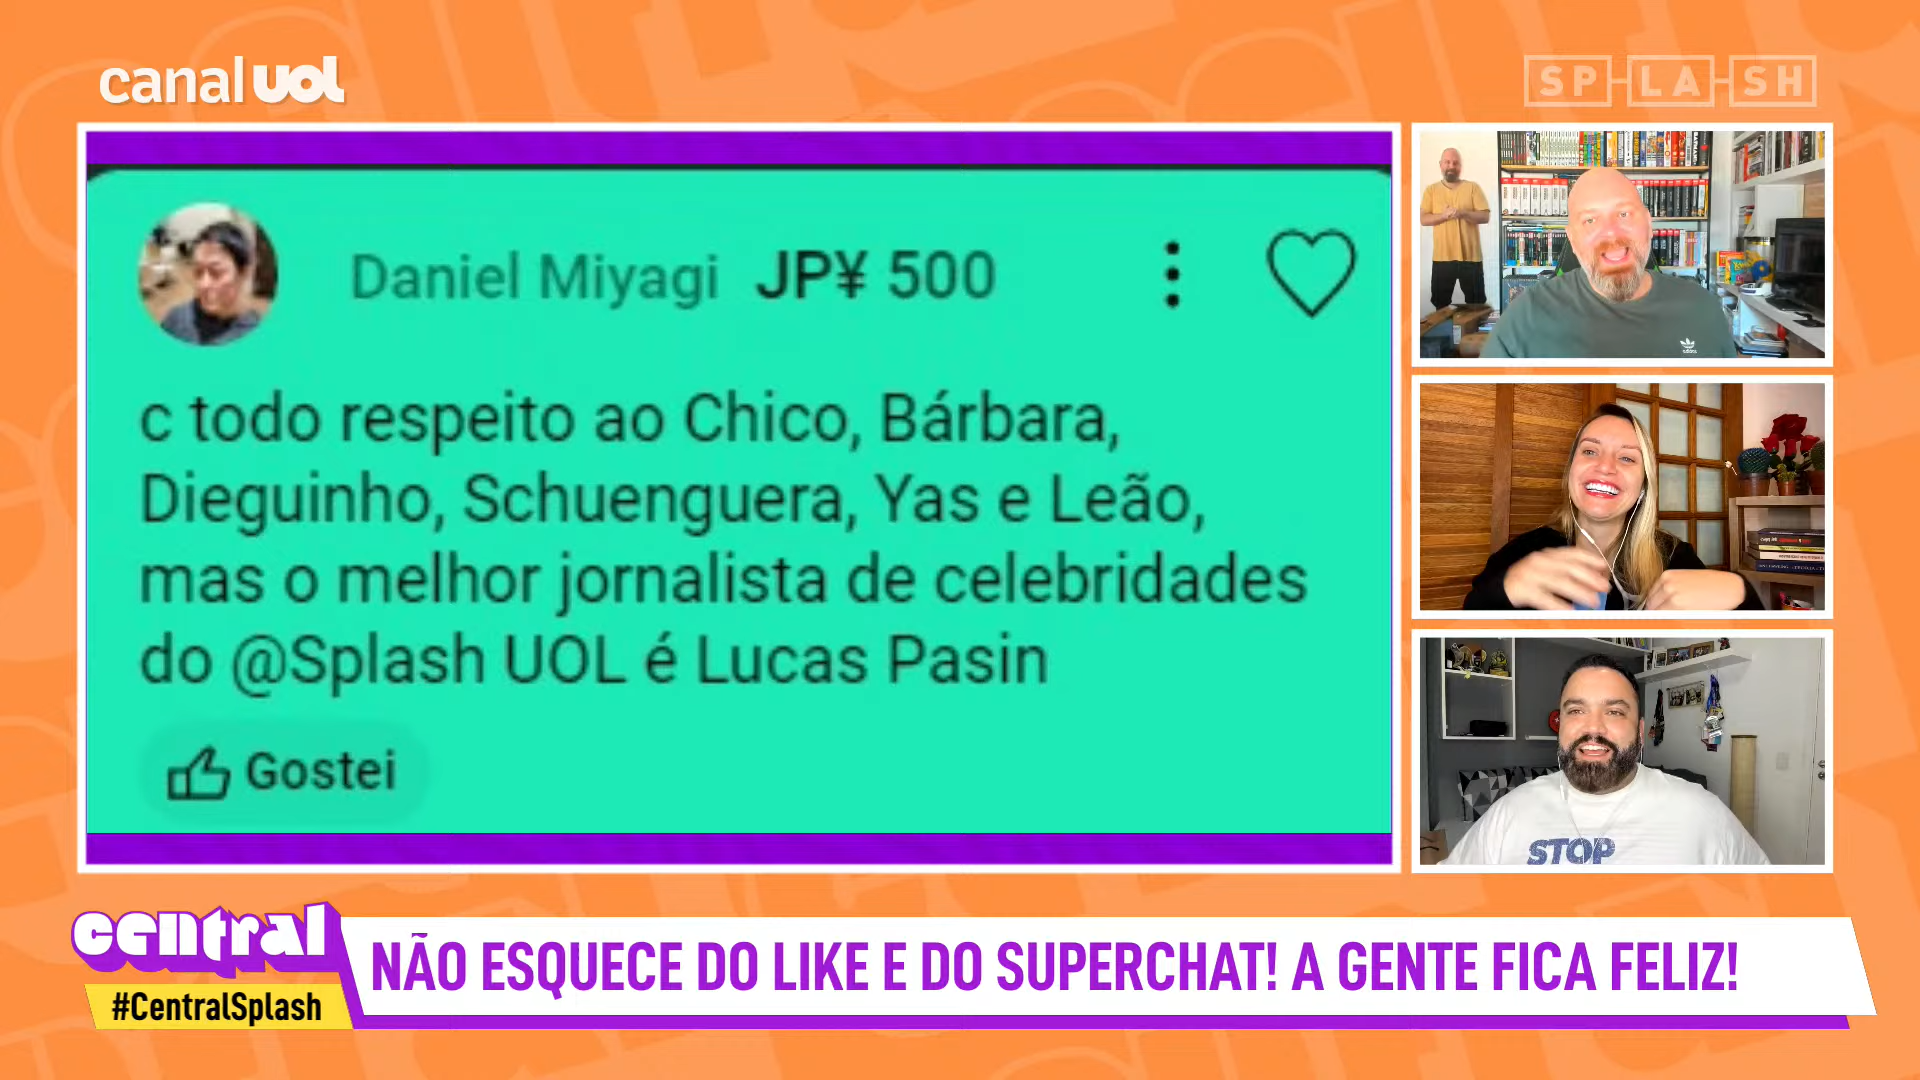 canal UOL
SPLASH
Daniel Miyagi JP¥ 500
c todo respeito ao Chico, Bárbara,
Dieguinho, Schuenguera, Yas e Leão,
mas o melhor jornalista de celebridades
do @Splash UOL é Lucas Pasin
Gostei
adidas
STOP
central
NÃO ESQUECE DO LIKE E DO SUPERCHAT! A GENTE FICA FELIZ!
#CentralSplash